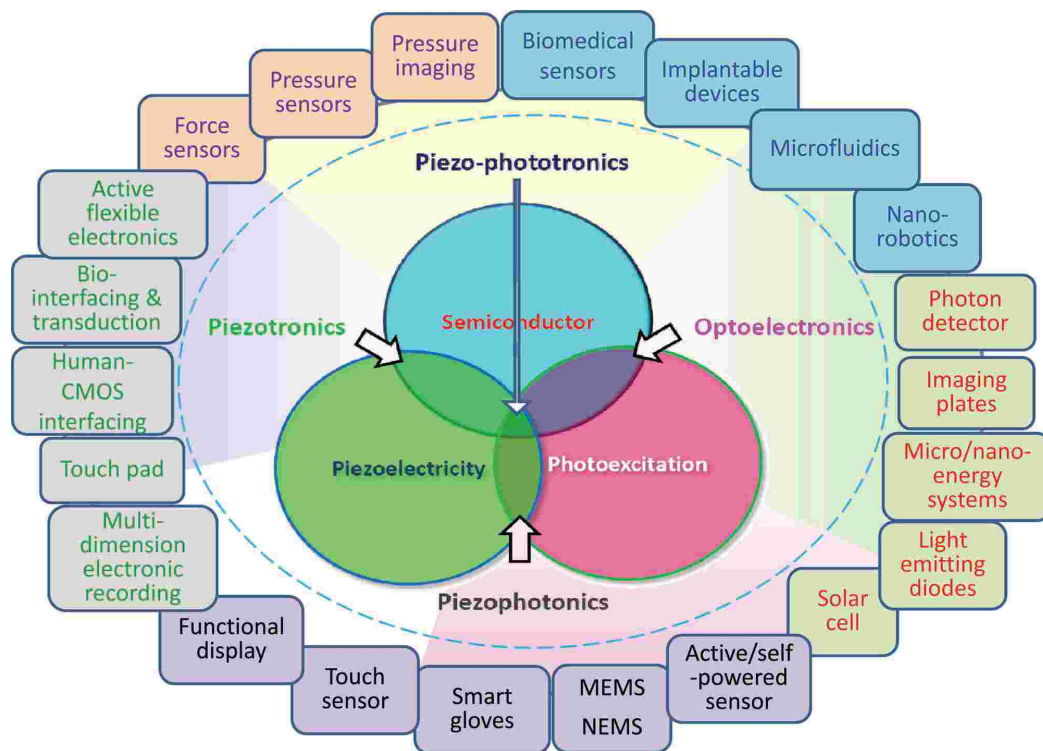 Pressure
imaging
Biomedical
sensors
Pressure
sensors
Implantable
devices
Force
sensors
Microfluidics
Piezo-phototronics
Active
flexible
electronics
Nano-
robotics
Bio-
interfacing &
transduction
Photon
detector
Piezotronics
Semiconductor
Optoelectronics
Human-
CMOS
interfacing
Imaging
plates
Touch pad
Piezoelectricity
Photoexcitation
Micro/nano-
energy
systems
Multi-
dimension
electronic
recording
Light
emitting
diodes
Piezophotonics
Solar
cell
Functional
display
Touch
sensor
Smart
gloves
MEMS
NEMS
Active/self
-powered
sensor